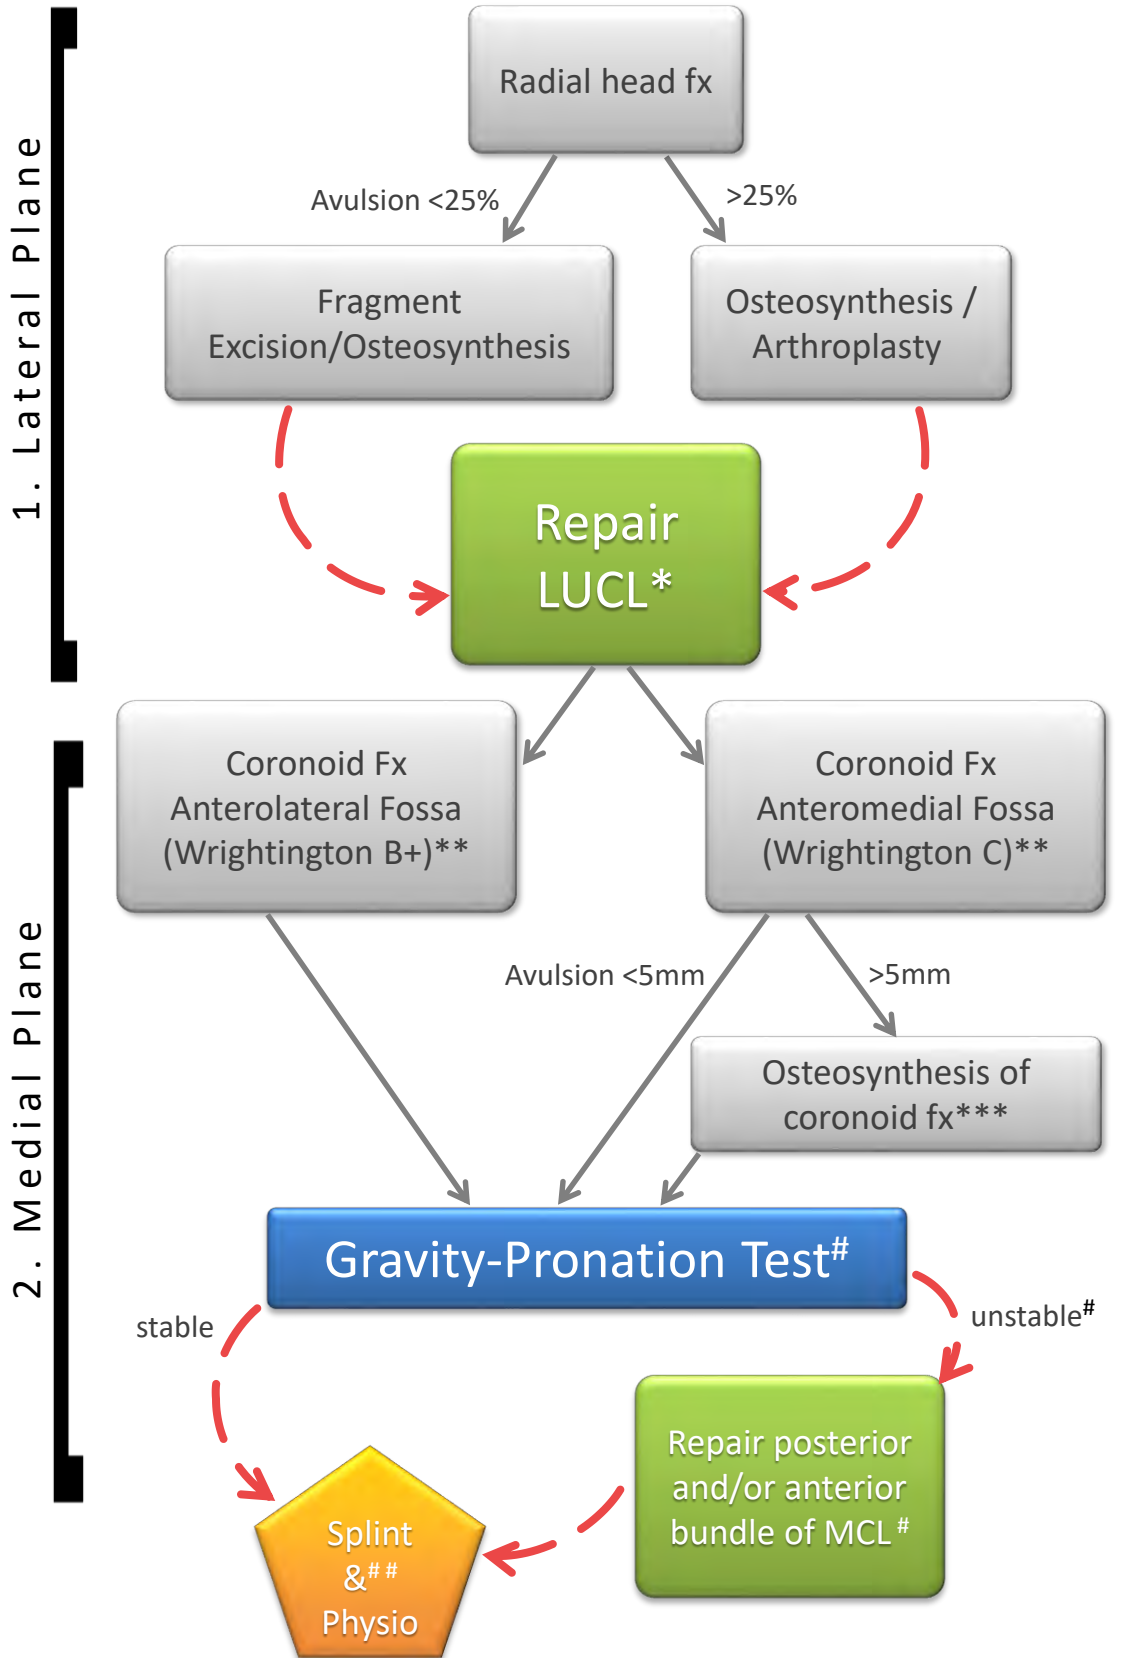 1. Lateral Plane
Radial head fx
Avulsion <25%
>25%
Fragment
Excision/Osteosynthesis
Osteosynthesis /
Arthroplasty
Repair
LUCL*
2. Medial Plane
Coronoid Fx
Anterolateral Fossa
(Wrightington B+)**
Coronoid Fx
Anteromedial Fossa
(Wrightington C)**
Avulsion <5mm
>5mm
Osteosynthesis of
coronoid fx***
Gravity-Pronation Test#
stable
unstable#
Repair posterior
and/or anterior
bundle of MCL #
Splint
&##
Physio